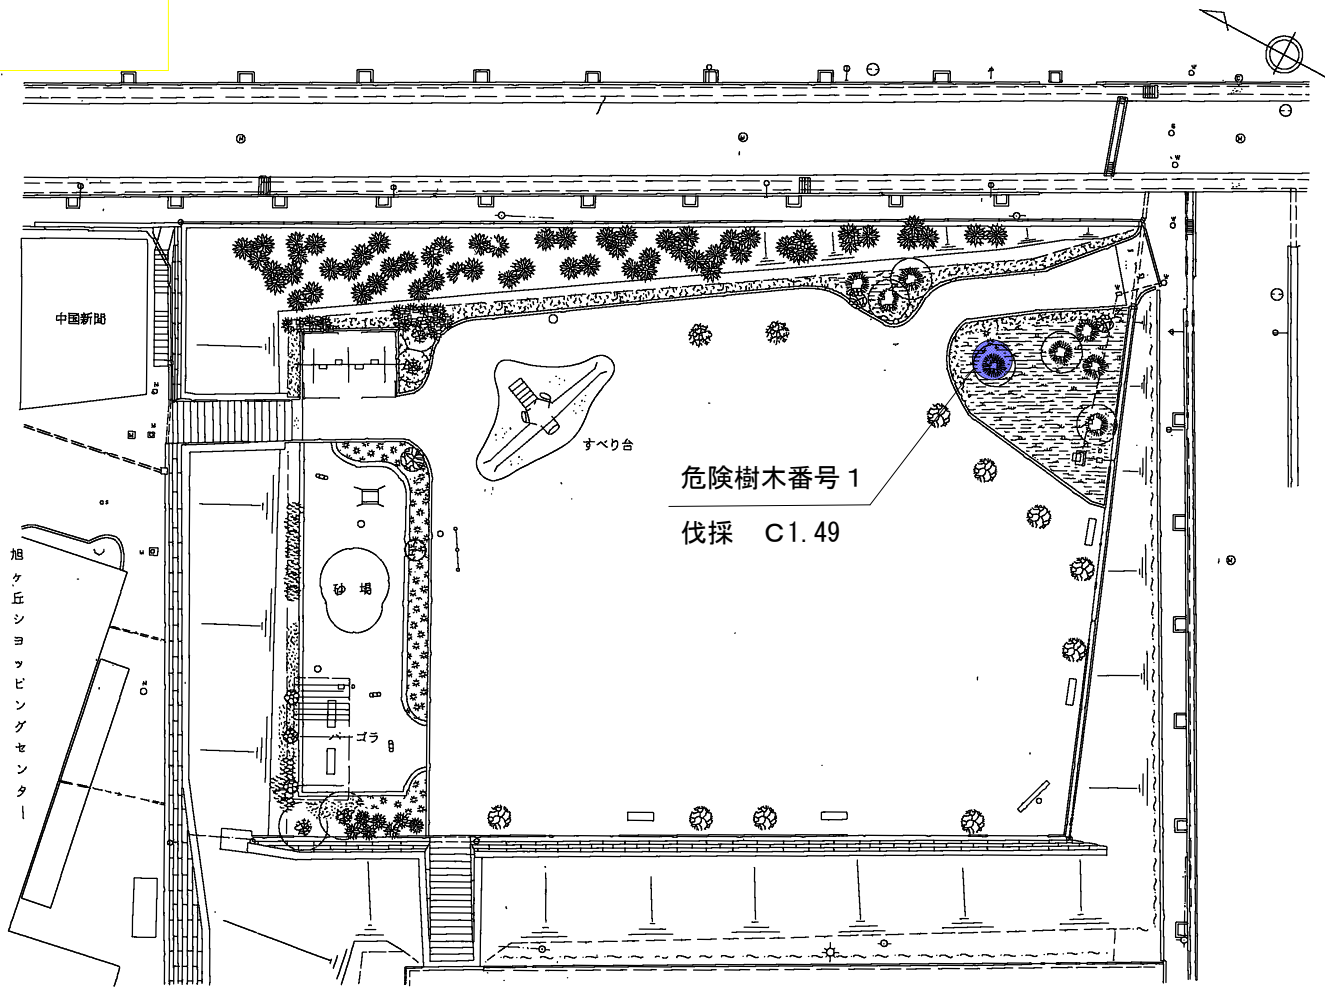 中国新聞
すべり台
危険樹木番号1
伐採 C1.49
砂場
パーゴラ
旭ヶ丘ショッピングセンター